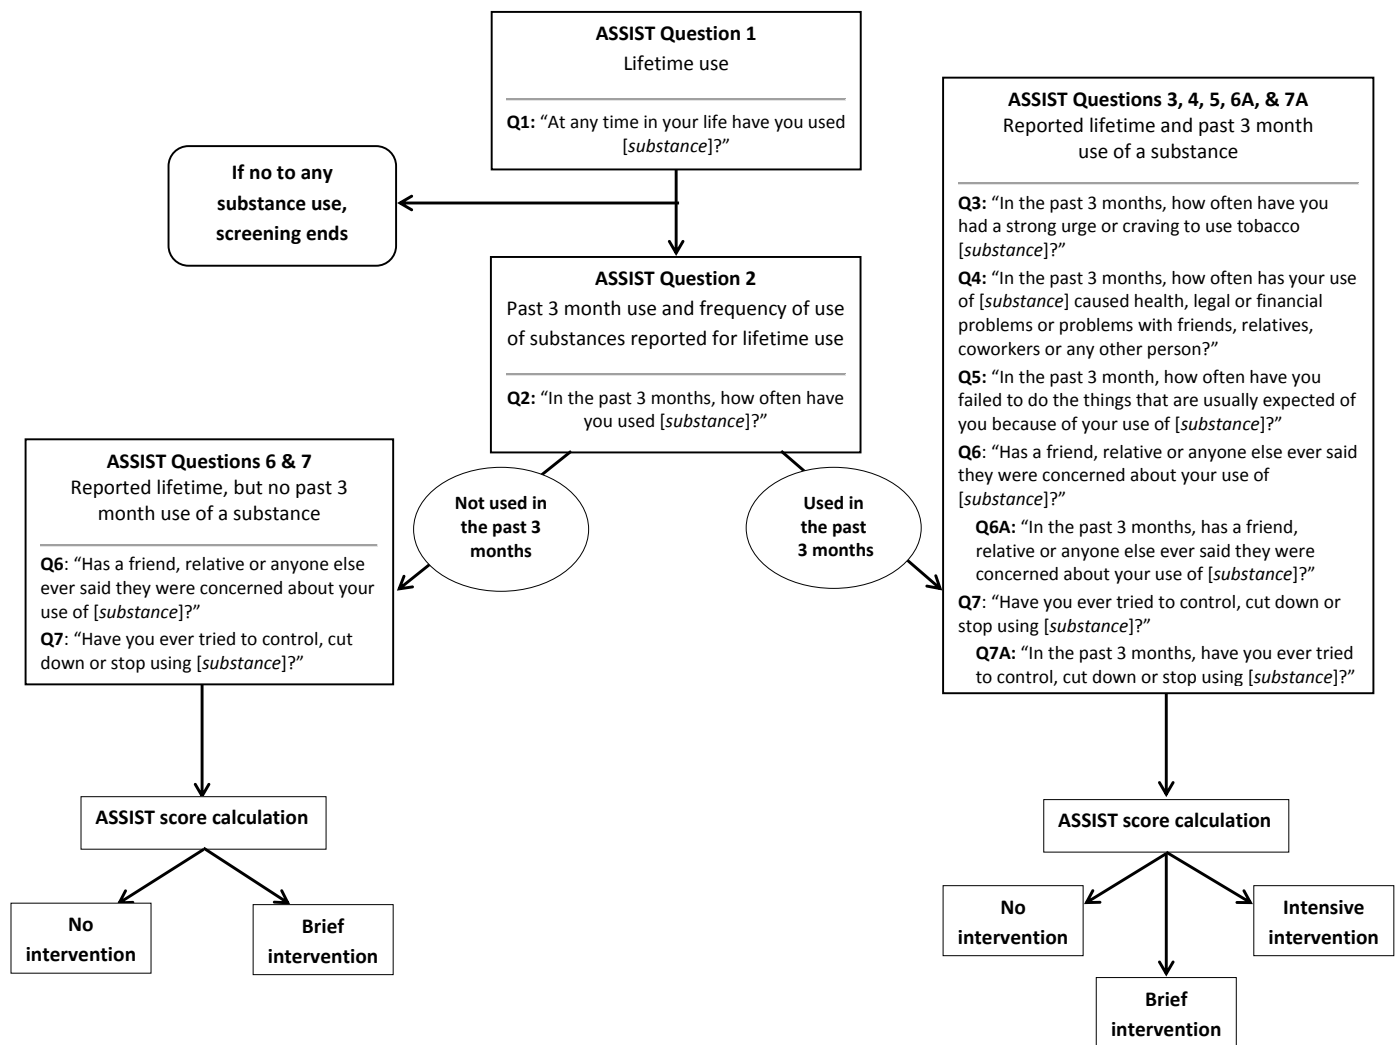 ASSIST Question 1
Lifetime use
Q1: “At any time in your life have you used
[substance]?”
If no to any
substance use,
screening ends
ASSIST Question 2
Past 3 month use and frequency of use
of substances reported for lifetime use
Q2: “In the past 3 months, how often have
you used [substance]?”
Not used in
the past 3
months
Used in
the past
3 months
ASSIST Questions 6 & 7
Reported lifetime, but no past 3
month use of a substance
Q6: “Has a friend, relative or anyone else
ever said they were concerned about your
use of [substance]?”
Q7: “Have you ever tried to control, cut
down or stop using [substance]?”
ASSIST score calculation
No
intervention
Brief
intervention
ASSIST Questions 3, 4, 5, 6A, & 7A
Reported lifetime and past 3 month
use of a substance
Q3: “In the past 3 months, how often have you
had a strong urge or craving to use tobacco
[substance]?”
Q4: “In the past 3 months, how often has your use
of [substance] caused health, legal or financial
problems or problems with friends, relatives,
coworkers or any other person?”
Q5: “In the past 3 month, how often have you
failed to do the things that are usually expected of
you because of your use of [substance]?”
Q6: “Has a friend, relative or anyone else ever said
they were concerned about your use of
[substance]?”
Q6A: “In the past 3 months, has a friend,
relative or anyone else ever said they were
concerned about your use of [substance]?”
Q7: “Have you ever tried to control, cut down or
stop using [substance]?”
Q7A: “In the past 3 months, have you ever tried
to control, cut down or stop using [substance]?”
ASSIST score calculation
No
intervention
Brief
intervention
Intensive
intervention